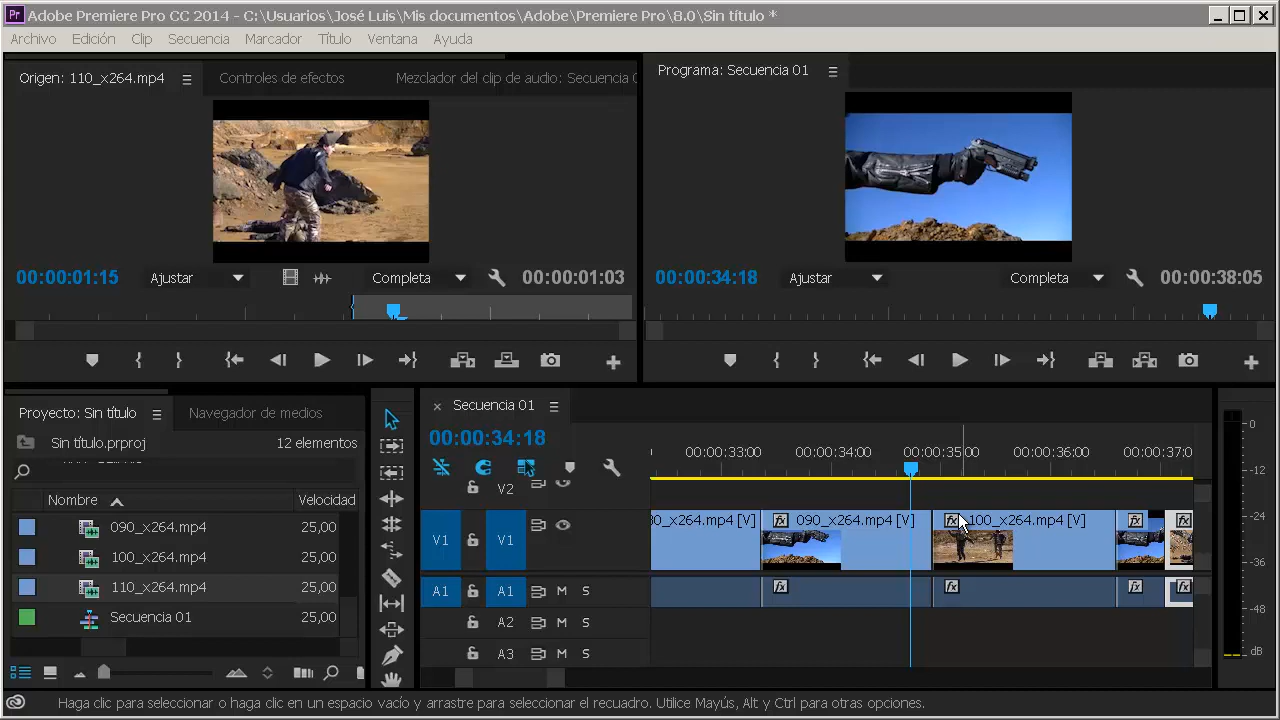 Adobe Premiere Pro CC 2014 - C:\Usuarios\José Luis\Mis documentos\Adobe\Premiere Pro\8.0\Sin título *
Archivo Edición Clip Secuencia Marcador Título Ventana Ayuda
Origen: 110_x264.mp4 Controles de efectos Mezclador del clip de audio: Secuencia
Programa: Secuencia 01
00:00:01:15 Ajustar Completa 00:00:01:03
00:00:34:18 Ajustar Completa 00:00:38:05
Proyecto: Sin título Navegador de medios
Sin título.prproj 12 elementos
Nombre Velocidad
090_x264.mp4 25,00
100_x264.mp4 25,00
110_x264.mp4 25,00
Secuencia 01 25,00
× Secuencia 01
00:00:34:18
00:00:33:00 00:00:34:00 00:00:35:00 00:00:36:00 00:00:37:0
V2
V1 V1
0_x264.mp4 [V] fx 090_x264.mp4 [V] fx 100_x264.mp4 [V] fx fx
A1 A1 M S fx fx fx fx
A2 M S
A3 M S
0
-12
-24
-36
-48
dB
Haga clic para seleccionar o haga clic en un espacio vacío y arrastre para seleccionar el recuadro. Utilice Mayús, Alt y Ctrl para otras opciones.